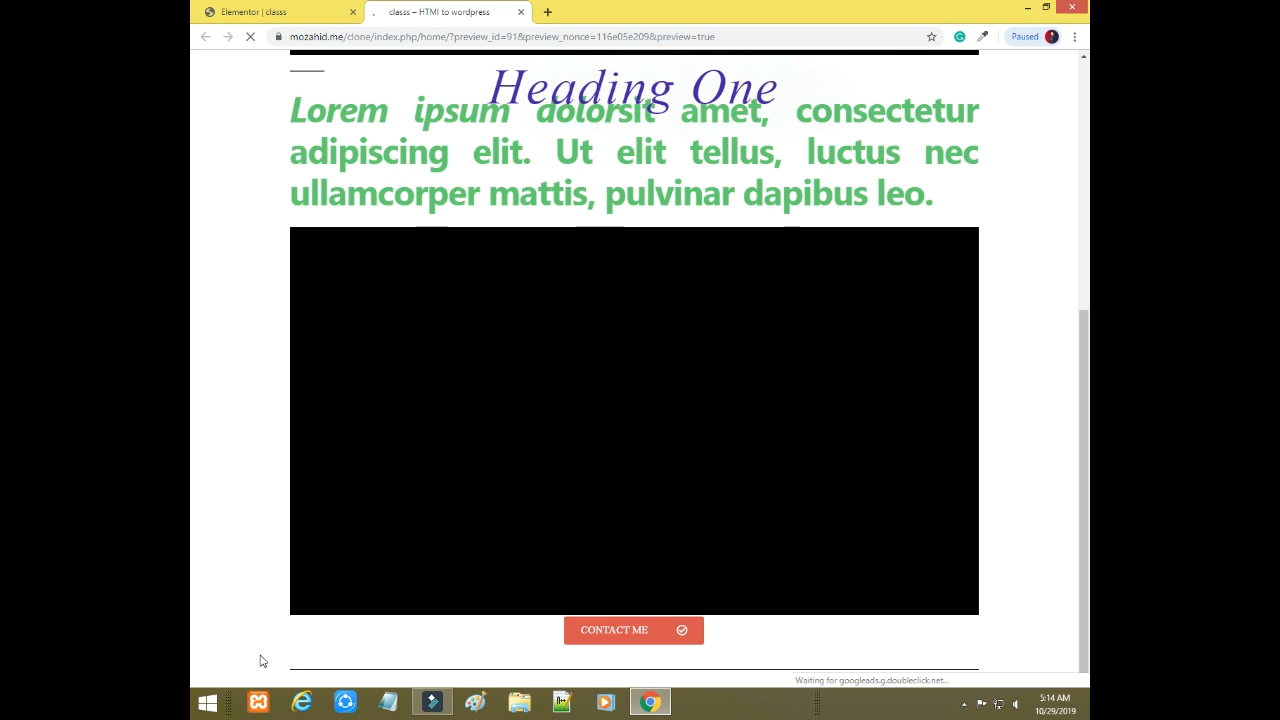 Elementor | classs
classs – HTMl to wordpress
mozahid.me/clone/index.php/home/?preview_id=91&preview_nonce=116e05e209&preview=true
Paused
Heading One
Lorem ipsum dolorsit amet, consectetur
adipiscing elit. Ut elit tellus, luctus nec
ullamcorper mattis, pulvinar dapibus leo.
CONTACT ME
Waiting for googleads.g.doubleclick.net...
5:14 AM
10/29/2019